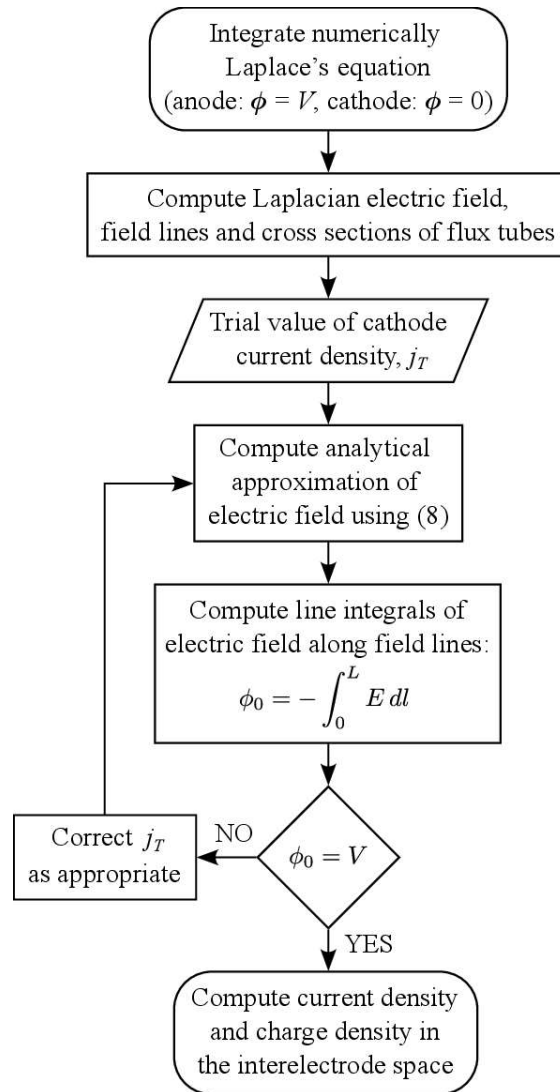 Integrate numerically
Laplace's equation
(anode: ϕ = V, cathode: ϕ = 0)
Compute Laplacian electric field,
field lines and cross sections of flux tubes
Trial value of cathode
current density, j_T
Compute analytical
approximation of
electric field using (8)
Compute line integrals of
electric field along field lines:
ϕ₀ = − ∫₀ᴸ E dl
ϕ₀ = V
NO
Correct j_T
as appropriate
YES
Compute current density
and charge density in
the interelectrode space